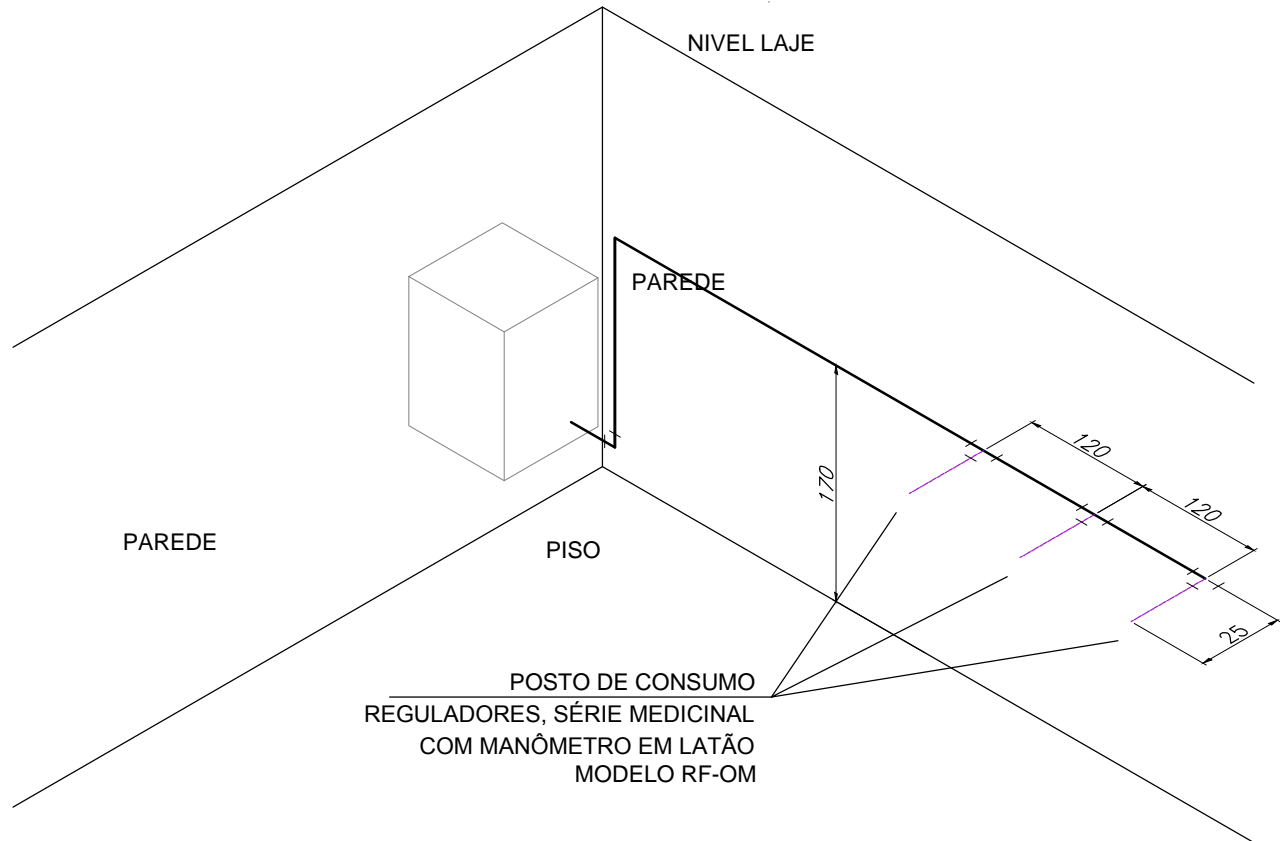 NIVEL LAJE
PAREDE
120
120
170
PAREDE
PISO
25
POSTO DE CONSUMO
REGULADORES, SÉRIE MEDICINAL
COM MANÔMETRO EM LATÃO
MODELO RF-OM